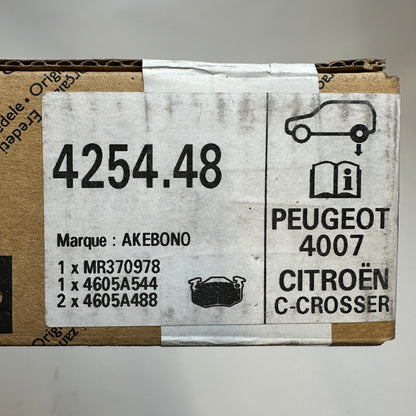 4254.48
Marque : AKEBONO
1 x MR370978
1 x 4605A544
2 x 4605A488
i
PEUGEOT
4007
CITROËN
C-CROSSER